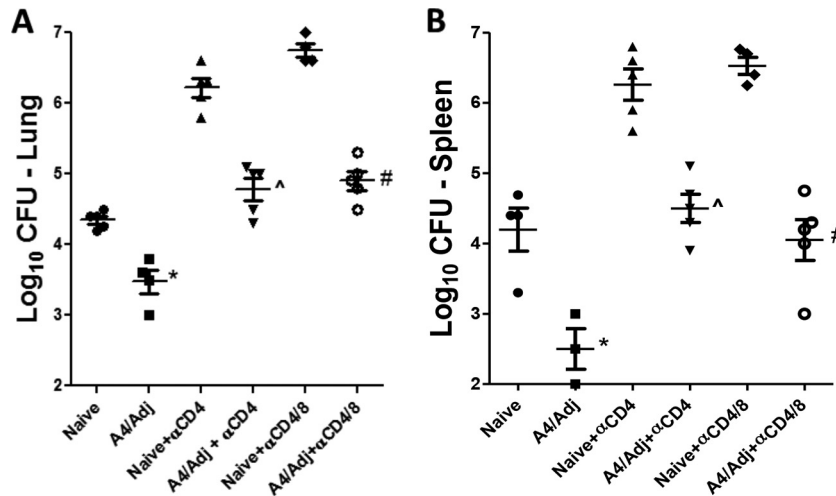 A
Log10 CFU - Lung
7
6
5
4
3
2
*
^
#
Naive
A4/Adj
Naive+αCD4
A4/Adj + αCD4
Naive+αCD4/8
A4/Adj+αCD4/8
B
Log10 CFU - Spleen
7
6
5
4
3
2
*
^
#
Naive
A4/Adj
Naive+αCD4
A4/Adj+αCD4
Naive+αCD4/8
A4/Adj+αCD4/8